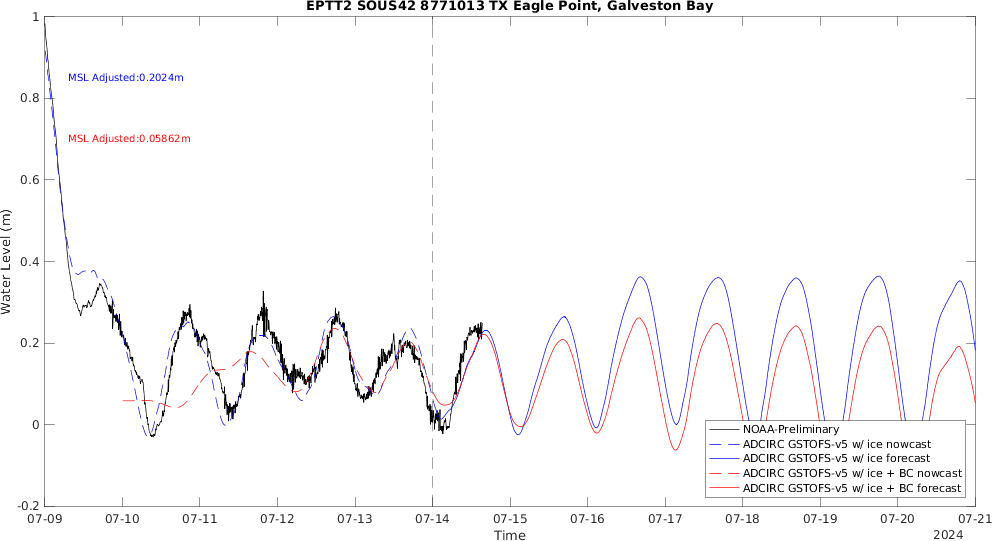 EPTT2 SOUS42 8771013 TX Eagle Point, Galveston Bay
1
MSL Adjusted:0.2024m
0.8
MSL Adjusted:0.05862m
0.6
0.4
Water Level (m)
0.2
0
-0.2
NOAA-Preliminary
ADCIRC GSTOFS-v5 w/ ice nowcast
ADCIRC GSTOFS-v5 w/ ice forecast
ADCIRC GSTOFS-v5 w/ ice + BC nowcast
ADCIRC GSTOFS-v5 w/ ice + BC forecast
07-09 07-10 07-11 07-12 07-13 07-14 07-15 07-16 07-17 07-18 07-19 07-20 07-21
Time
2024